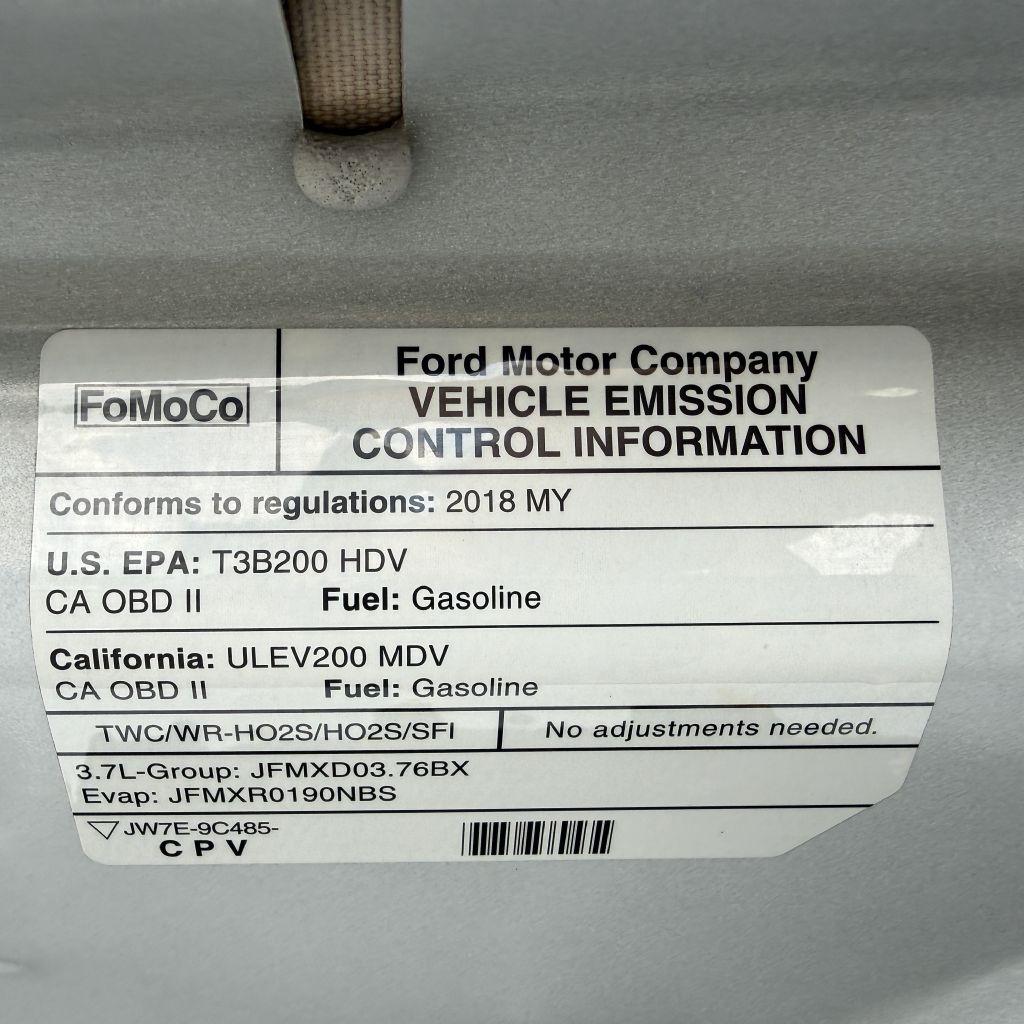 FoMoCo
Ford Motor Company
VEHICLE EMISSION
CONTROL INFORMATION
Conforms to regulations: 2018 MY
U.S. EPA: T3B200 HDV
CA OBD II Fuel: Gasoline
California: ULEV200 MDV
CA OBD II Fuel: Gasoline
TWC/WR-HO2S/HO2S/SFI
No adjustments needed.
3.7L-Group: JFMXD03.76BX
Evap: JFMXR0190NBS
JW7E-9C485-
C P V